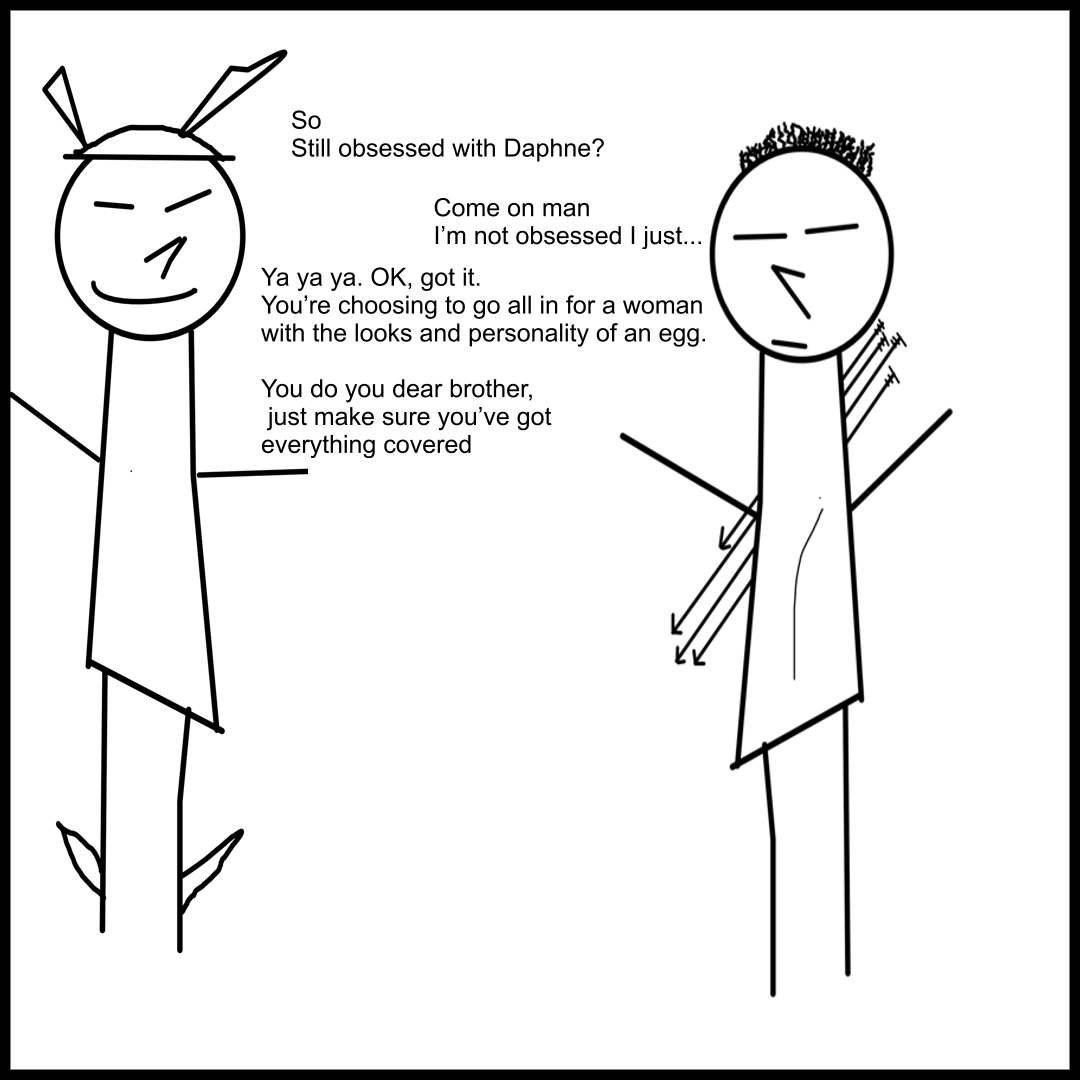 So
Still obsessed with Daphne?
Come on man
I'm not obsessed I just...
Ya ya ya. OK, got it.
You're choosing to go all in for a woman
with the looks and personality of an egg.
You do you dear brother,
just make sure you've got
everything covered